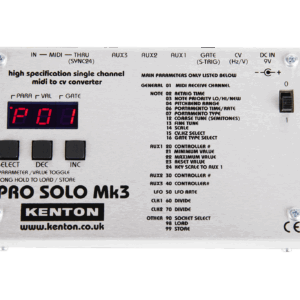 IN — MIDI — THRU AUX3 AUX2 AUX1 GATE CV DC IN
(SYNC24) (S-TRIG) (Hz/V) 9V
high specification single channel
midi to cv converter
PARA VAL GATE
P01
SELECT DEC INC
PARAMETER / VALUE TOGGLE
LONG HOLD TO LOAD / STORE
PRO SOLO Mk3
KENTON
www.kenton.co.uk
MAIN PARAMETERS ONLY LISTED BELOW
GENERAL 01 MIDI RECEIVE CHANNEL
NOTE 02 RETRIG TIME
03 NOTE PRIORITY LO/HI/NEW
04 PITCHBEND RANGE
06 PORTAMENTO TIME/RATE
07 PORTAMENTO TYPE
12 COARSE TUNE (SEMITONES)
13 FINE TUNE
14 SCALE
15 CV.HZ SELECT
16 GATE TYPE SELECT
AUX1 20 CONTROLLER #
21 MINIMUM VALUE
22 MAXIMUM VALUE
23 RESET VALUE
24 KEY SCALE TO AUX 1
AUX2 30 CONTROLLER #
AUX3 40 CONTROLLER #
LFO 50 LFO RATE
CLK1 60 DIVIDE
CLK2 70 DIVIDE
OTHER 90 SOCKET SELECT
98 LOAD
99 STORE
0
1